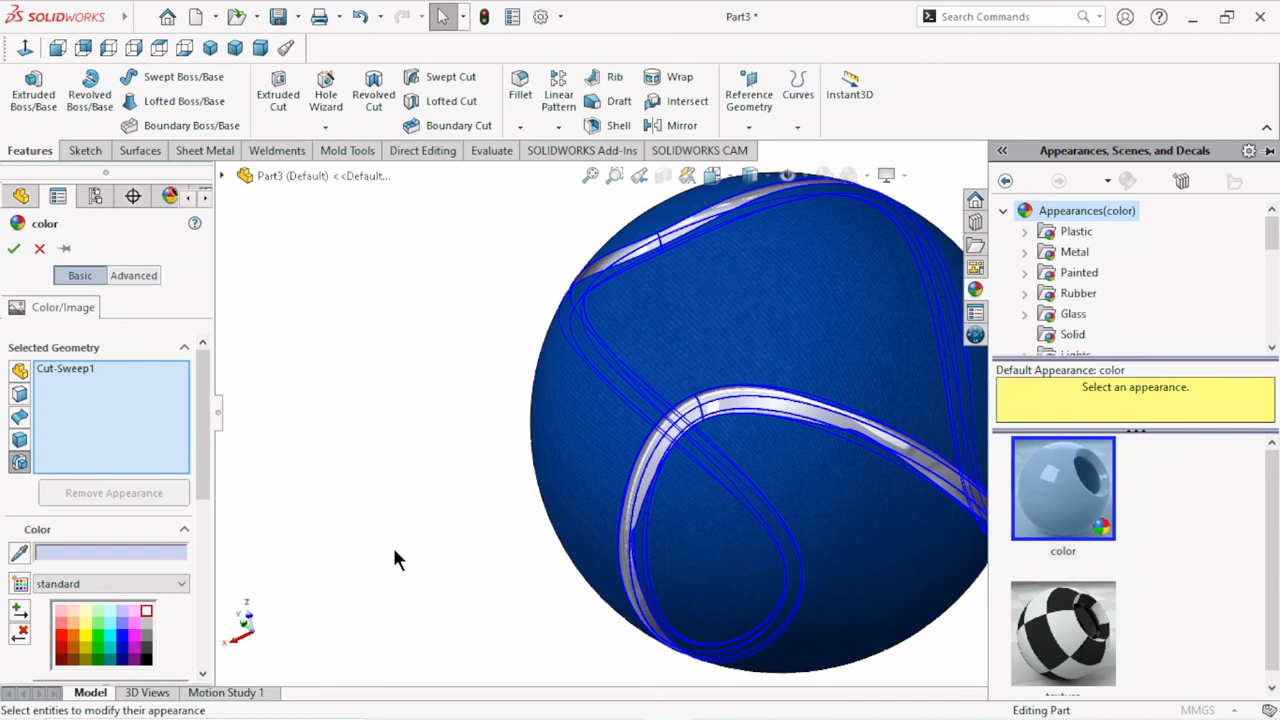 SOLIDWORKS
Part3 *
Search Commands
Extruded Boss/Base
Revolved Boss/Base
Swept Boss/Base
Lofted Boss/Base
Boundary Boss/Base
Extruded Cut
Hole Wizard
Revolved Cut
Swept Cut
Lofted Cut
Boundary Cut
Fillet
Linear Pattern
Rib
Draft
Shell
Wrap
Intersect
Mirror
Reference Geometry
Curves
Instant3D
Features
Sketch
Surfaces
Sheet Metal
Weldments
Mold Tools
Direct Editing
Evaluate
SOLIDWORKS Add-Ins
SOLIDWORKS CAM
Part3 (Default) <<Default...
color
Basic
Advanced
Color/Image
Selected Geometry
Cut-Sweep1
Remove Appearance
Color
standard
Z
Y
X
Appearances, Scenes, and Decals
Appearances(color)
Plastic
Metal
Painted
Rubber
Glass
Solid
Lights
Default Appearance: color
Select an appearance.
color
Model
3D Views
Motion Study 1
Select entities to modify their appearance
Editing Part
MMGS